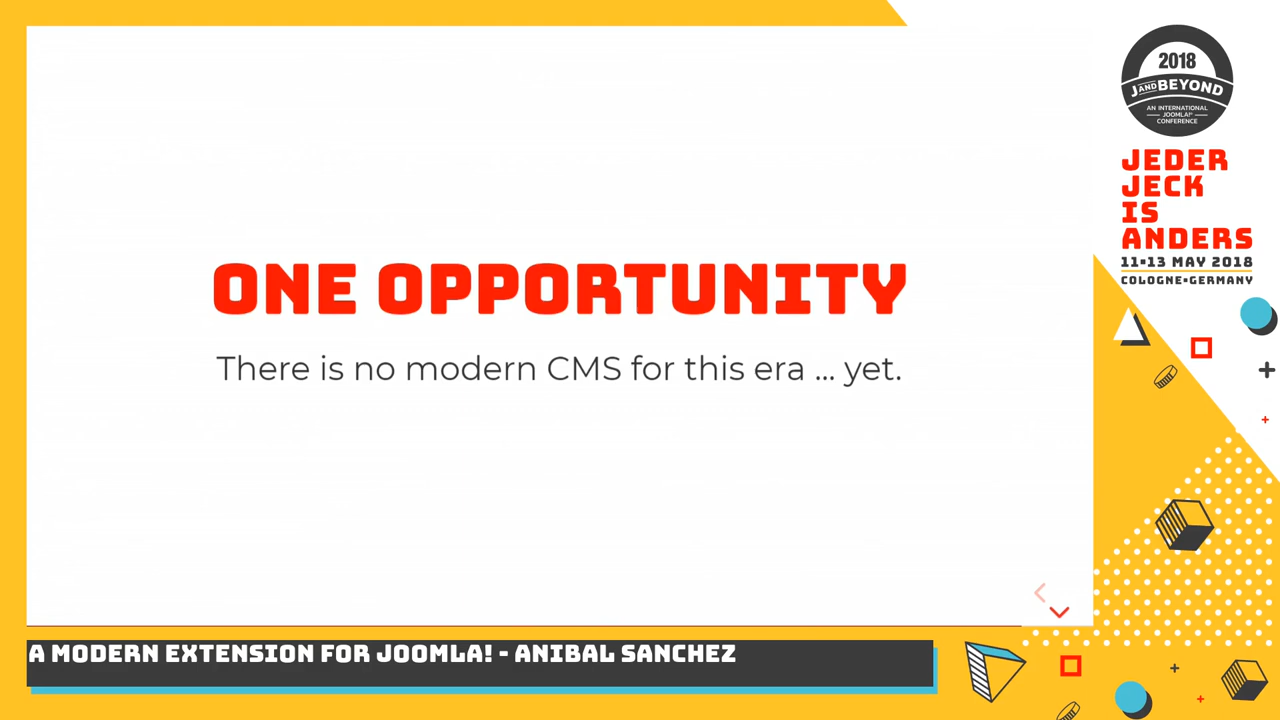 ONE OPPORTUNITY
There is no modern CMS for this era ... yet.
A MODERN EXTENSION FOR JOOMLA! - ANIBAL SANCHEZ
2018
J AND BEYOND
AN INTERNATIONAL
JOOMLA!®
CONFERENCE
JEDER
JECK
IS
ANDERS
11▪13 MAY 2018
COLOGNE▪GERMANY